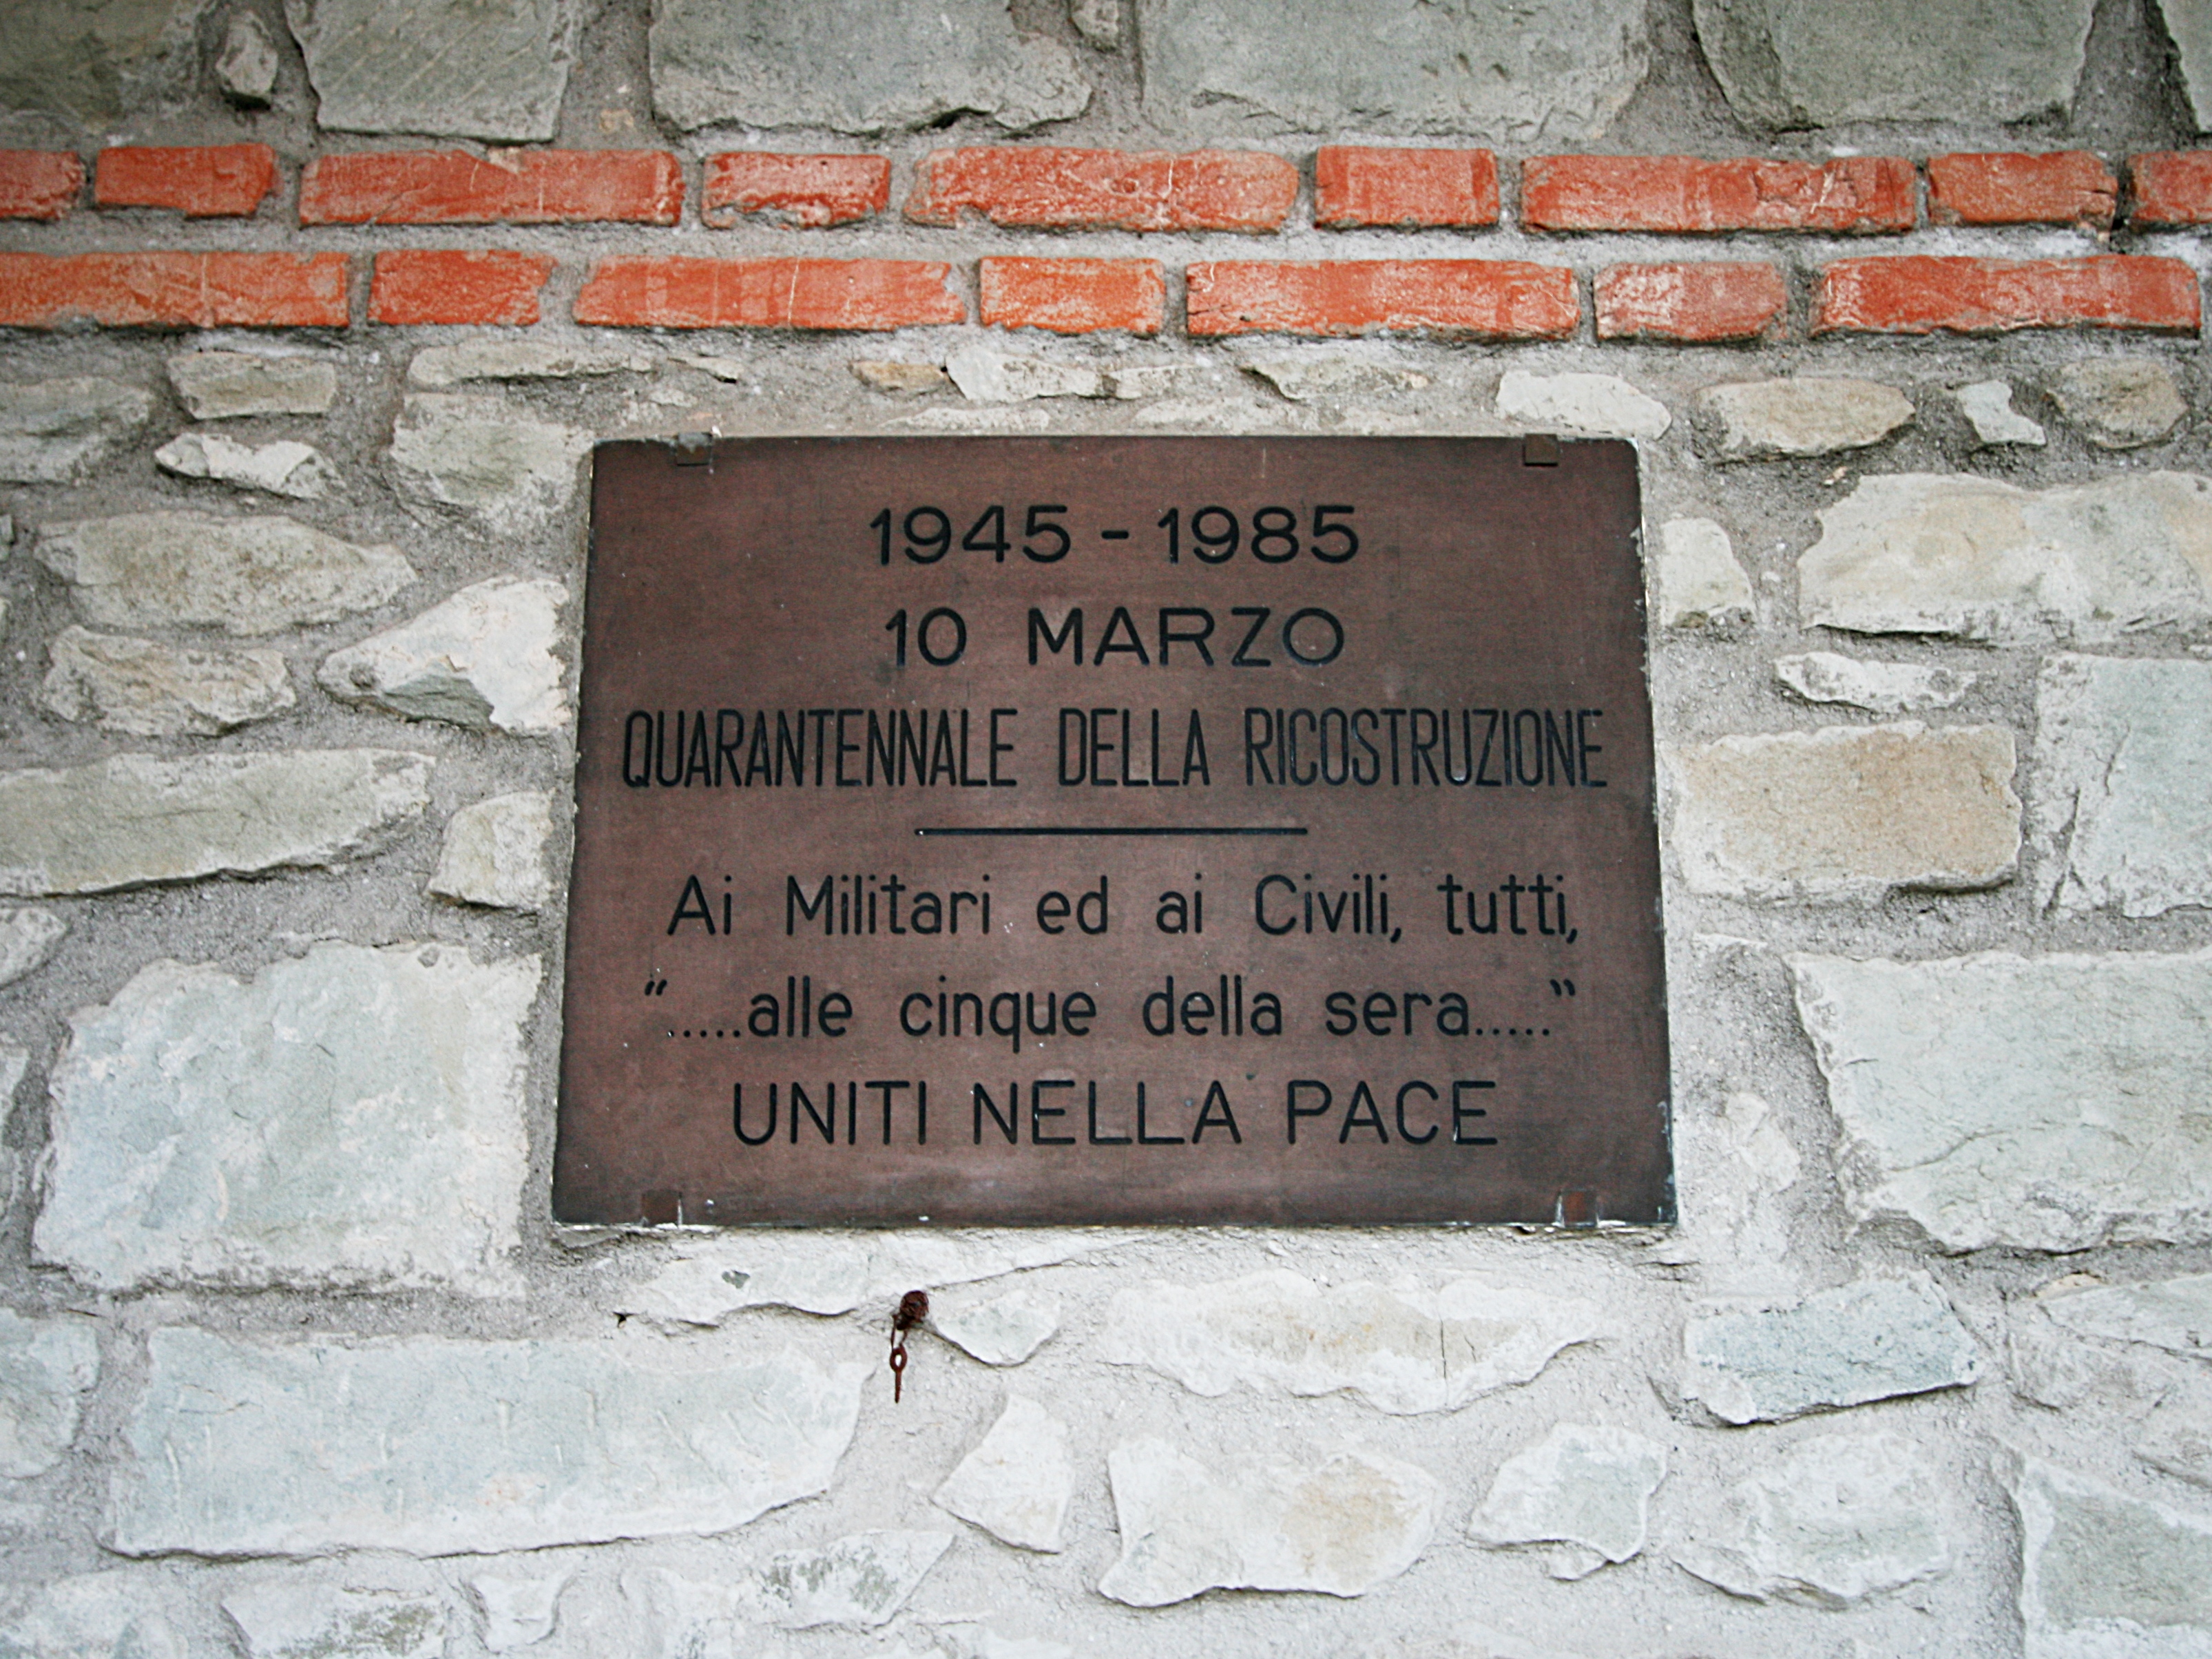 1945 - 1985
10 MARZO
QUARANTENNALE DELLA RICOSTRUZIONE
Ai Militari ed ai Civili, tutti,
“.....alle cinque della sera.....”
UNITI NELLA PACE